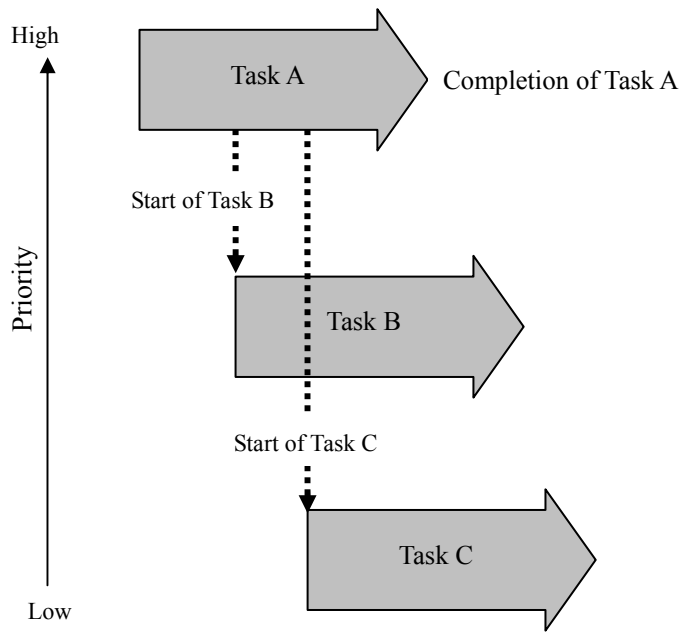 High
Task A
Completion of Task A
Start of Task B
Priority
Task B
Start of Task C
Task C
Low